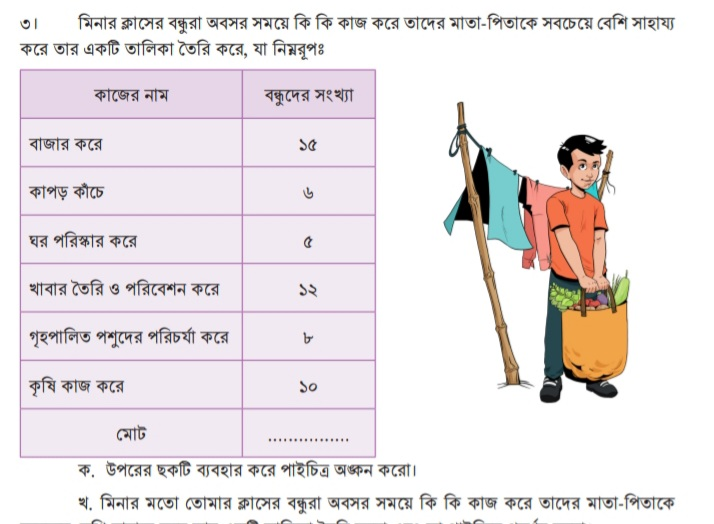 ৩। মিনার ক্লাসের বন্ধুরা অবসর সময়ে কি কি কাজ করে তাদের মাতা-পিতাকে সবচেয়ে বেশি সাহায্য
করে তার একটি তালিকা তৈরি করে, যা নিম্নরূপঃ
কাজের নাম বন্ধুদের সংখ্যা
বাজার করে ১৫
কাপড় কাঁচে ৬
ঘর পরিষ্কার করে ৫
খাবার তৈরি ও পরিবেশন করে ১২
গৃহপালিত পশুদের পরিচর্যা করে ৮
কৃষি কাজ করে ১০
মোট ................
ক. উপরের ছকটি ব্যবহার করে পাইচিত্র অঙ্কন করো।
খ. মিনার মতো তোমার ক্লাসের বন্ধুরা অবসর সময়ে কি কি কাজ করে তাদের মাতা-পিতাকে